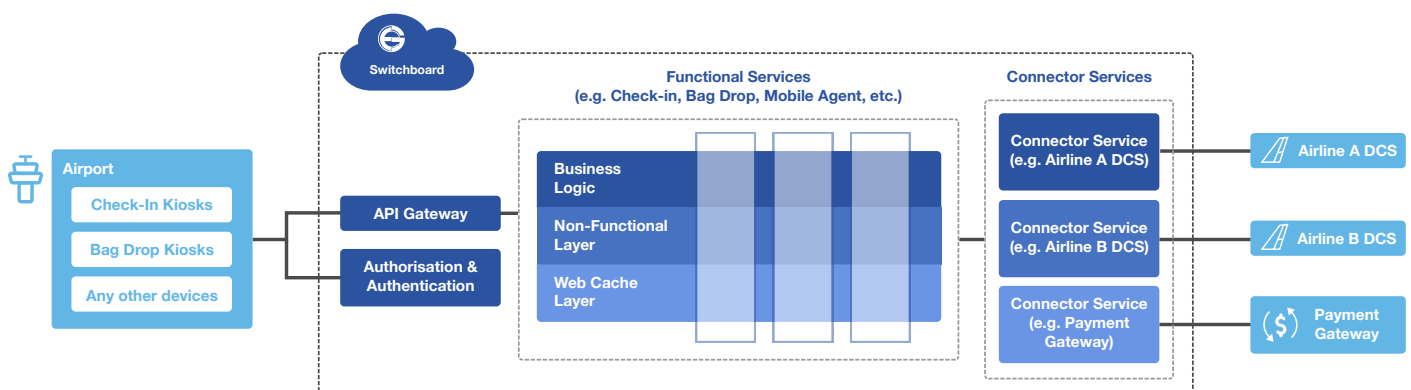 Switchboard
Functional Services
(e.g. Check-in, Bag Drop, Mobile Agent, etc.)
Connector Services
Airport
Check-In Kiosks
Bag Drop Kiosks
Any other devices
API Gateway
Authorisation &
Authentication
Business
Logic
Non-Functional
Layer
Web Cache
Layer
Connector Service
(e.g. Airline A DCS)
Connector Service
(e.g. Airline B DCS)
Connector Service
(e.g. Payment
Gateway)
Airline A DCS
Airline B DCS
$
Payment
Gateway